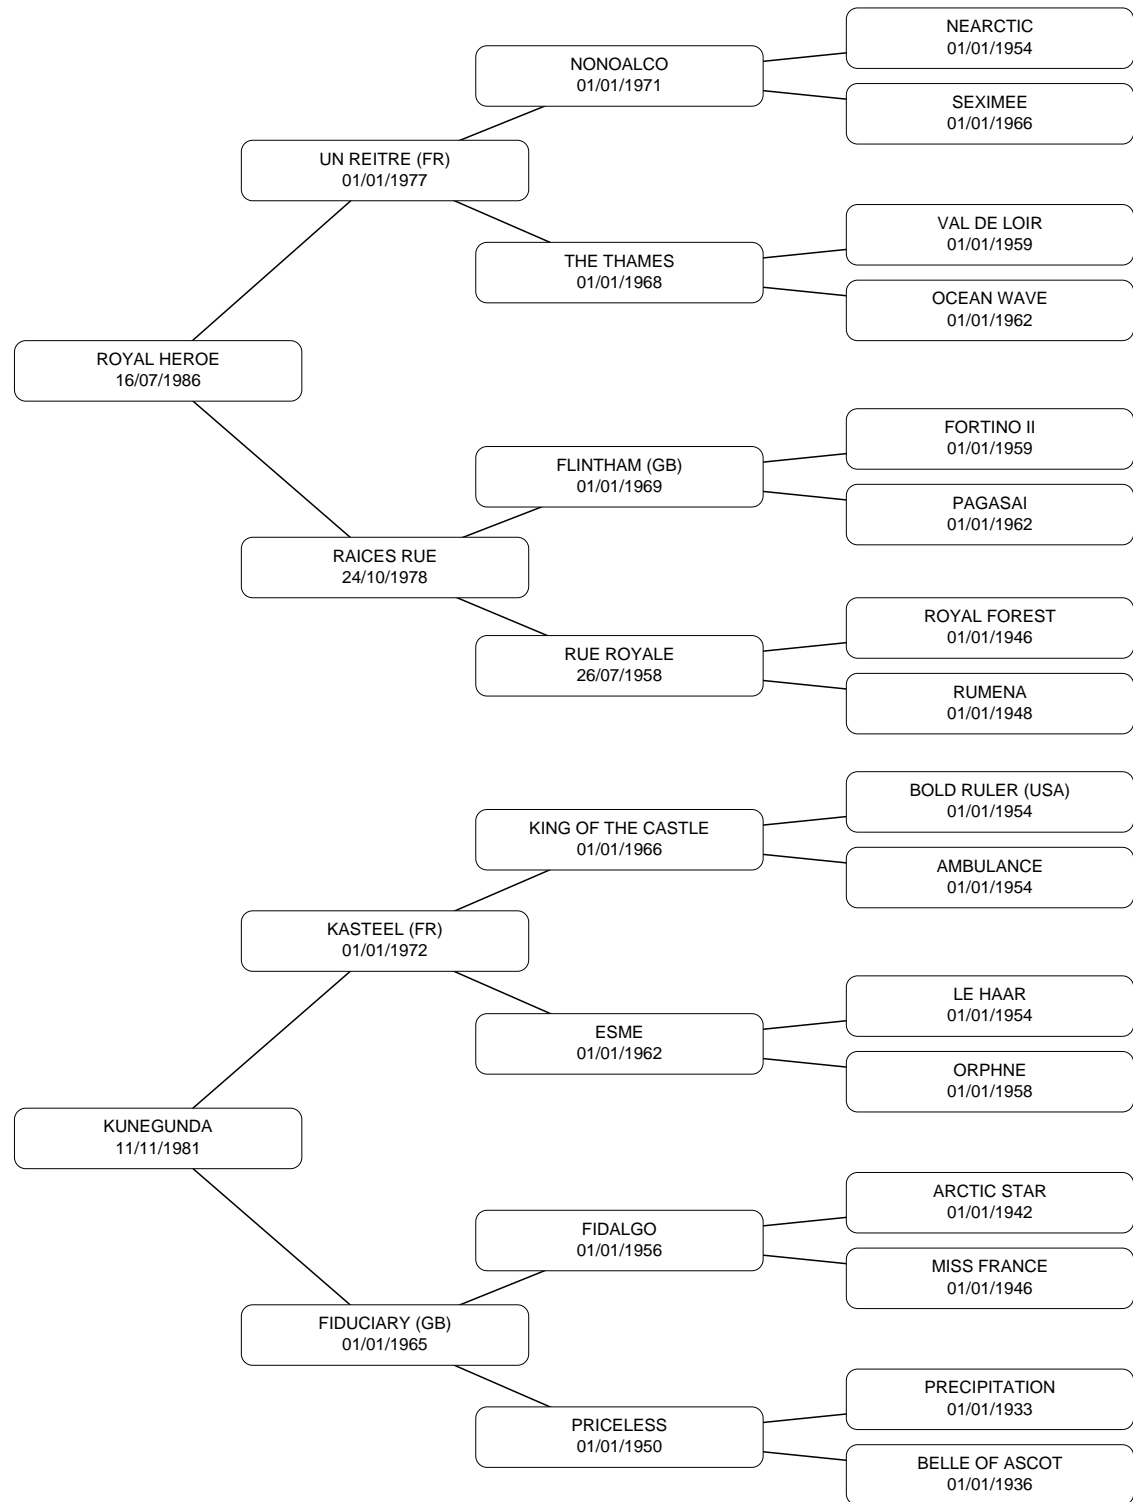 NEARCTIC
01/01/1954
NONOALCO
01/01/1971
SEXIMEE
01/01/1966
UN REITRE (FR)
01/01/1977
VAL DE LOIR
01/01/1959
THE THAMES
01/01/1968
OCEAN WAVE
01/01/1962
ROYAL HEROE
16/07/1986
FORTINO II
01/01/1959
FLINTHAM (GB)
01/01/1969
PAGASAI
01/01/1962
RAICES RUE
24/10/1978
ROYAL FOREST
01/01/1946
RUE ROYALE
26/07/1958
RUMENA
01/01/1948
BOLD RULER (USA)
01/01/1954
KING OF THE CASTLE
01/01/1966
AMBULANCE
01/01/1954
KASTEEL (FR)
01/01/1972
LE HAAR
01/01/1954
ESME
01/01/1962
ORPHNE
01/01/1958
KUNEGUNDA
11/11/1981
ARCTIC STAR
01/01/1942
FIDALGO
01/01/1956
MISS FRANCE
01/01/1946
FIDUCIARY (GB)
01/01/1965
PRECIPITATION
01/01/1933
PRICELESS
01/01/1950
BELLE OF ASCOT
01/01/1936